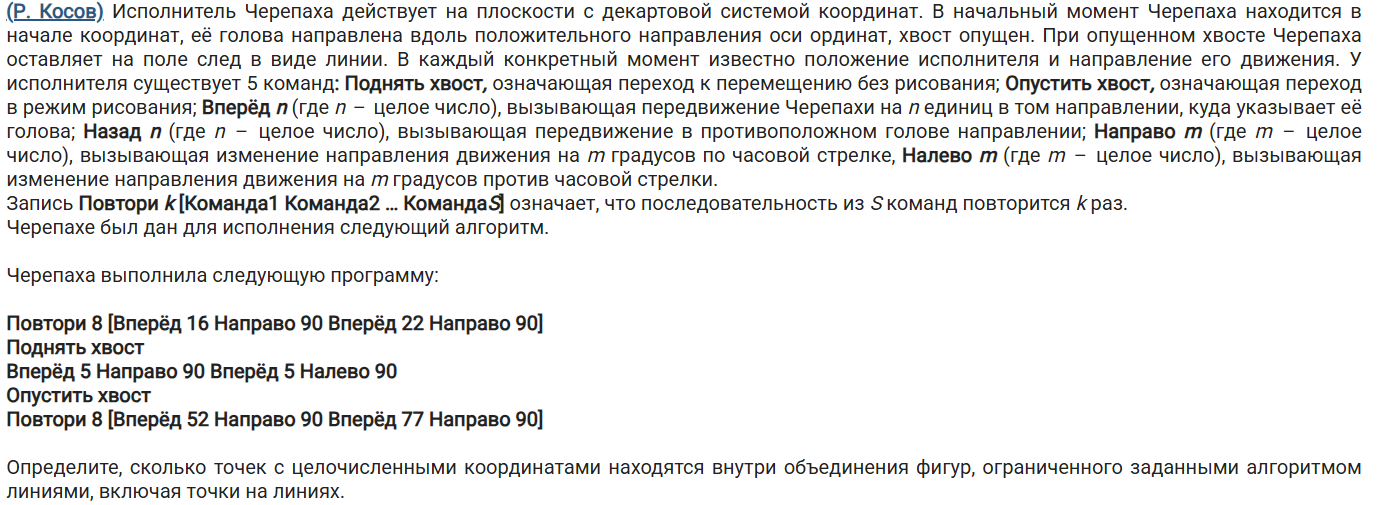 (Р. Косов) Исполнитель Черепаха действует на плоскости с декартовой системой координат. В начальный момент Черепаха находится в
начале координат, её голова направлена вдоль положительного направления оси ординат, хвост опущен. При опущенном хвосте Черепаха
оставляет на поле след в виде линии. В каждый конкретный момент известно положение исполнителя и направление его движения. У
исполнителя существует 5 команд: Поднять хвост, означающая переход к перемещению без рисования; Опустить хвост, означающая переход
в режим рисования; Вперёд n (где n – целое число), вызывающая передвижение Черепахи на n единиц в том направлении, куда указывает её
голова; Назад n (где n – целое число), вызывающая передвижение в противоположном голове направлении; Направо m (где m – целое
число), вызывающая изменение направления движения на m градусов по часовой стрелке, Налево m (где m – целое число), вызывающая
изменение направления движения на m градусов против часовой стрелки.
Запись Повтори k [Команда1 Команда2 … КомандаS] означает, что последовательность из S команд повторится k раз.
Черепахе был дан для исполнения следующий алгоритм.
Черепаха выполнила следующую программу:
Повтори 8 [Вперёд 16 Направо 90 Вперёд 22 Направо 90]
Поднять хвост
Вперёд 5 Направо 90 Вперёд 5 Налево 90
Опустить хвост
Повтори 8 [Вперёд 52 Направо 90 Вперёд 77 Направо 90]
Определите, сколько точек с целочисленными координатами находятся внутри объединения фигур, ограниченного заданными алгоритмом
линиями, включая точки на линиях.